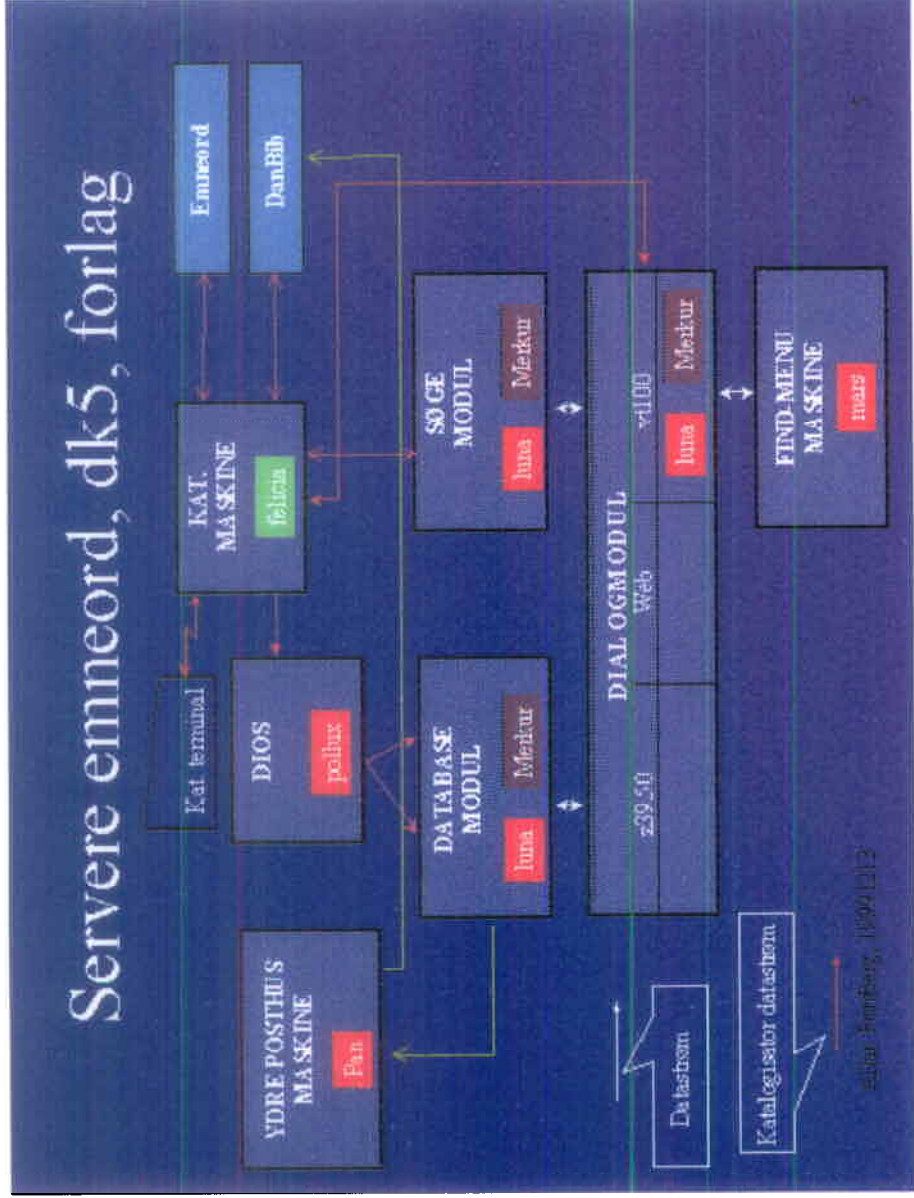 Servere emneord, dk5, forlag
YDRE POSTHUS
MASKINE
Pan
Kat. terminal
DIOS
pollux
KAT.
MASKINE
felicia
Emneord
DanBib
DATABASE
MODUL
luna Merkur
SØGE
MODUL
luna Merkur
DIALOGMODUL
z39.50 Web vt100
luna Merkur
FIND-MENU
MASKINE
mars
Datastrøm
Katalogisator datastrøm
5